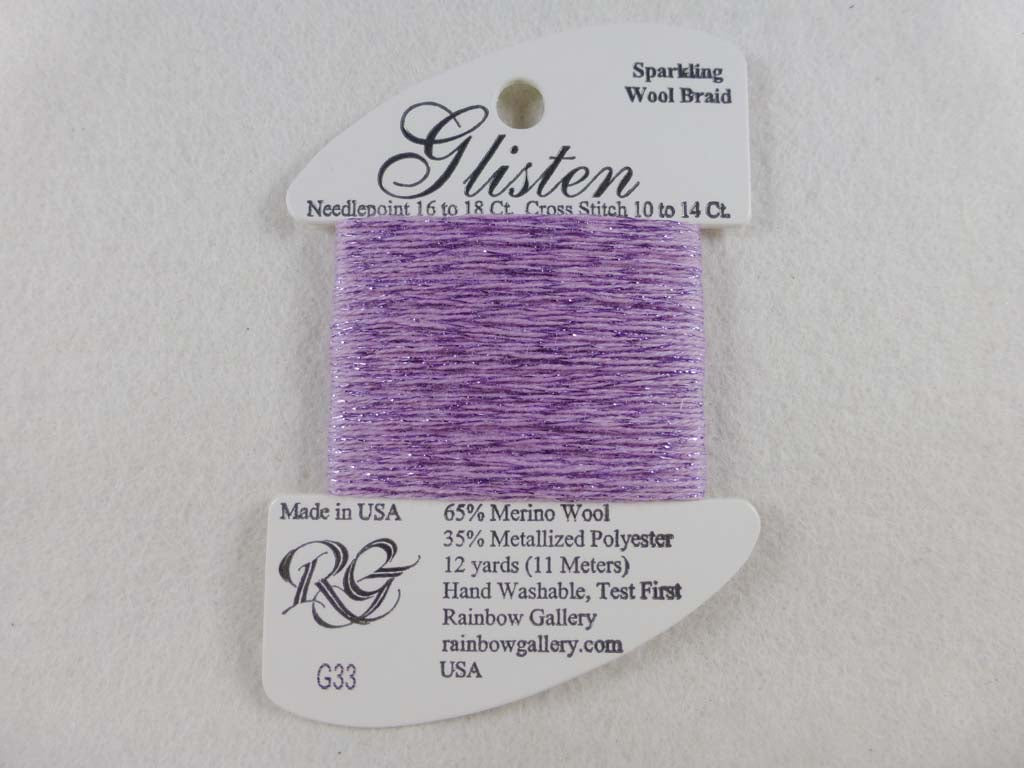 Sparkling
Wool Braid
Glisten
Needlepoint 16 to 18 Ct. Cross Stitch 10 to 14 Ct.
Made in USA
RG
G33
65% Merino Wool
35% Metallized Polyester
12 yards (11 Meters)
Hand Washable, Test First
Rainbow Gallery
rainbowgallery.com
USA